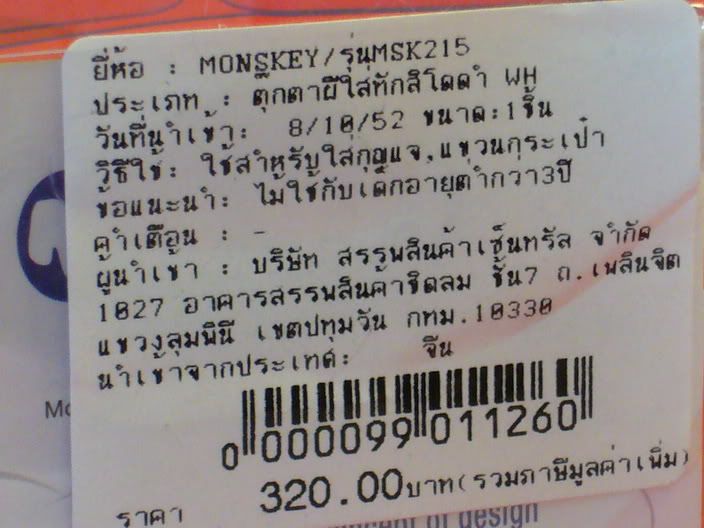 ยี่ห้อ : MONSKEY/รุ่นMSK215
ประเภท : ตุ๊กตาผีใส่ทักสิโดดำ WH
วันที่นำเข้า: 8/10/52 ขนาด:1ชิ้น
วิธีใช้: ใช้สำหรับใส่กุญแจ,แขวนกระเป๋า
ข้อแนะนำ: ไม่ใช้กับเด็กอายุต่ำกว่า3ปี
คำเตือน : -
ผู้นำเข้า : บริษัท สรรพสินค้าเซ็นทรัล จำกัด
1027 อาคารสรรพสินค้าชิดลม ชั้น7 ถ.เพลินจิต
แขวงลุมพินี เขตปทุมวัน กทม.10330
นำเข้าจากประเทศ: จีน
0 000099 011260
ราคา 320.00บาท(รวมภาษีมูลค่าเพิ่ม)
of design